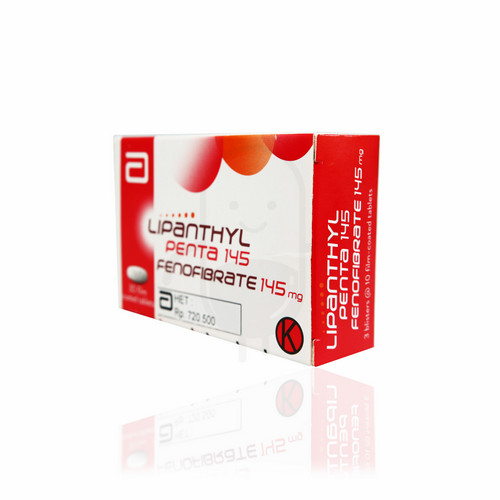 LIPANTHYL
PENTA 145
FENOFIBRATE 145 mg
HET
Rp. 720.500
K
LIPANTHYL
PENTA 145
FENOFIBRATE 145 mg
3 blisters @ 10 film-coated tablets